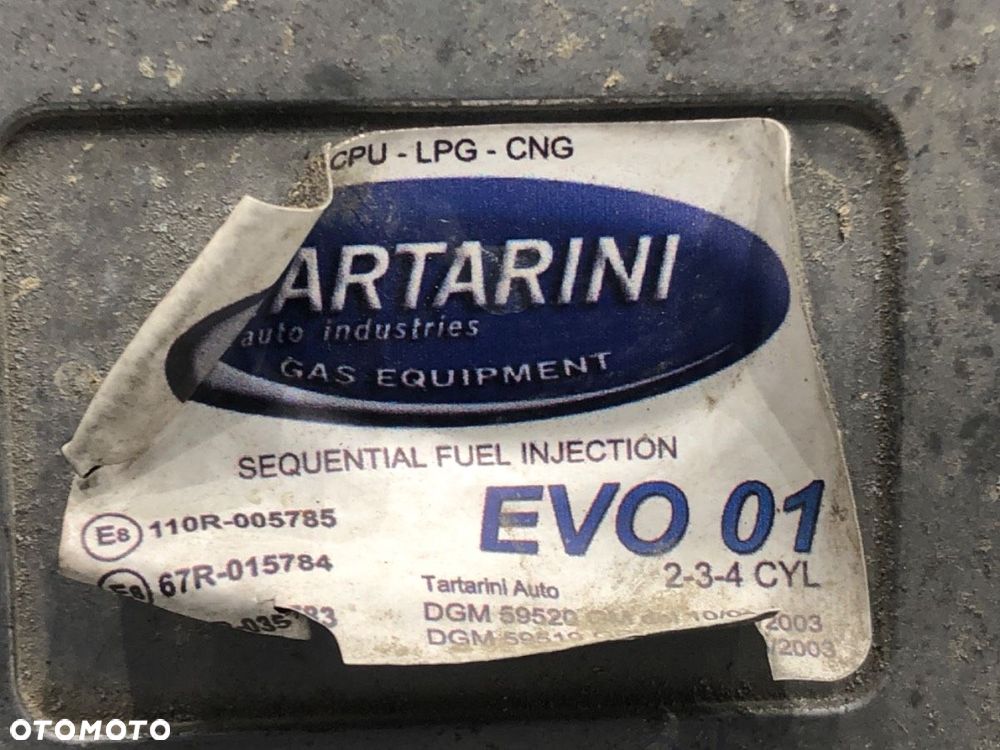 CPU - LPG - CNG
ARTARINI
auto industries
GAS EQUIPMENT
SEQUENTIAL FUEL INJECTION
EVO 01
2-3-4 CYL
E8 110R-005785
E8 67R-015784
Tartarini Auto
DGM 59520 2003
DGM /2003
OTOMOTO